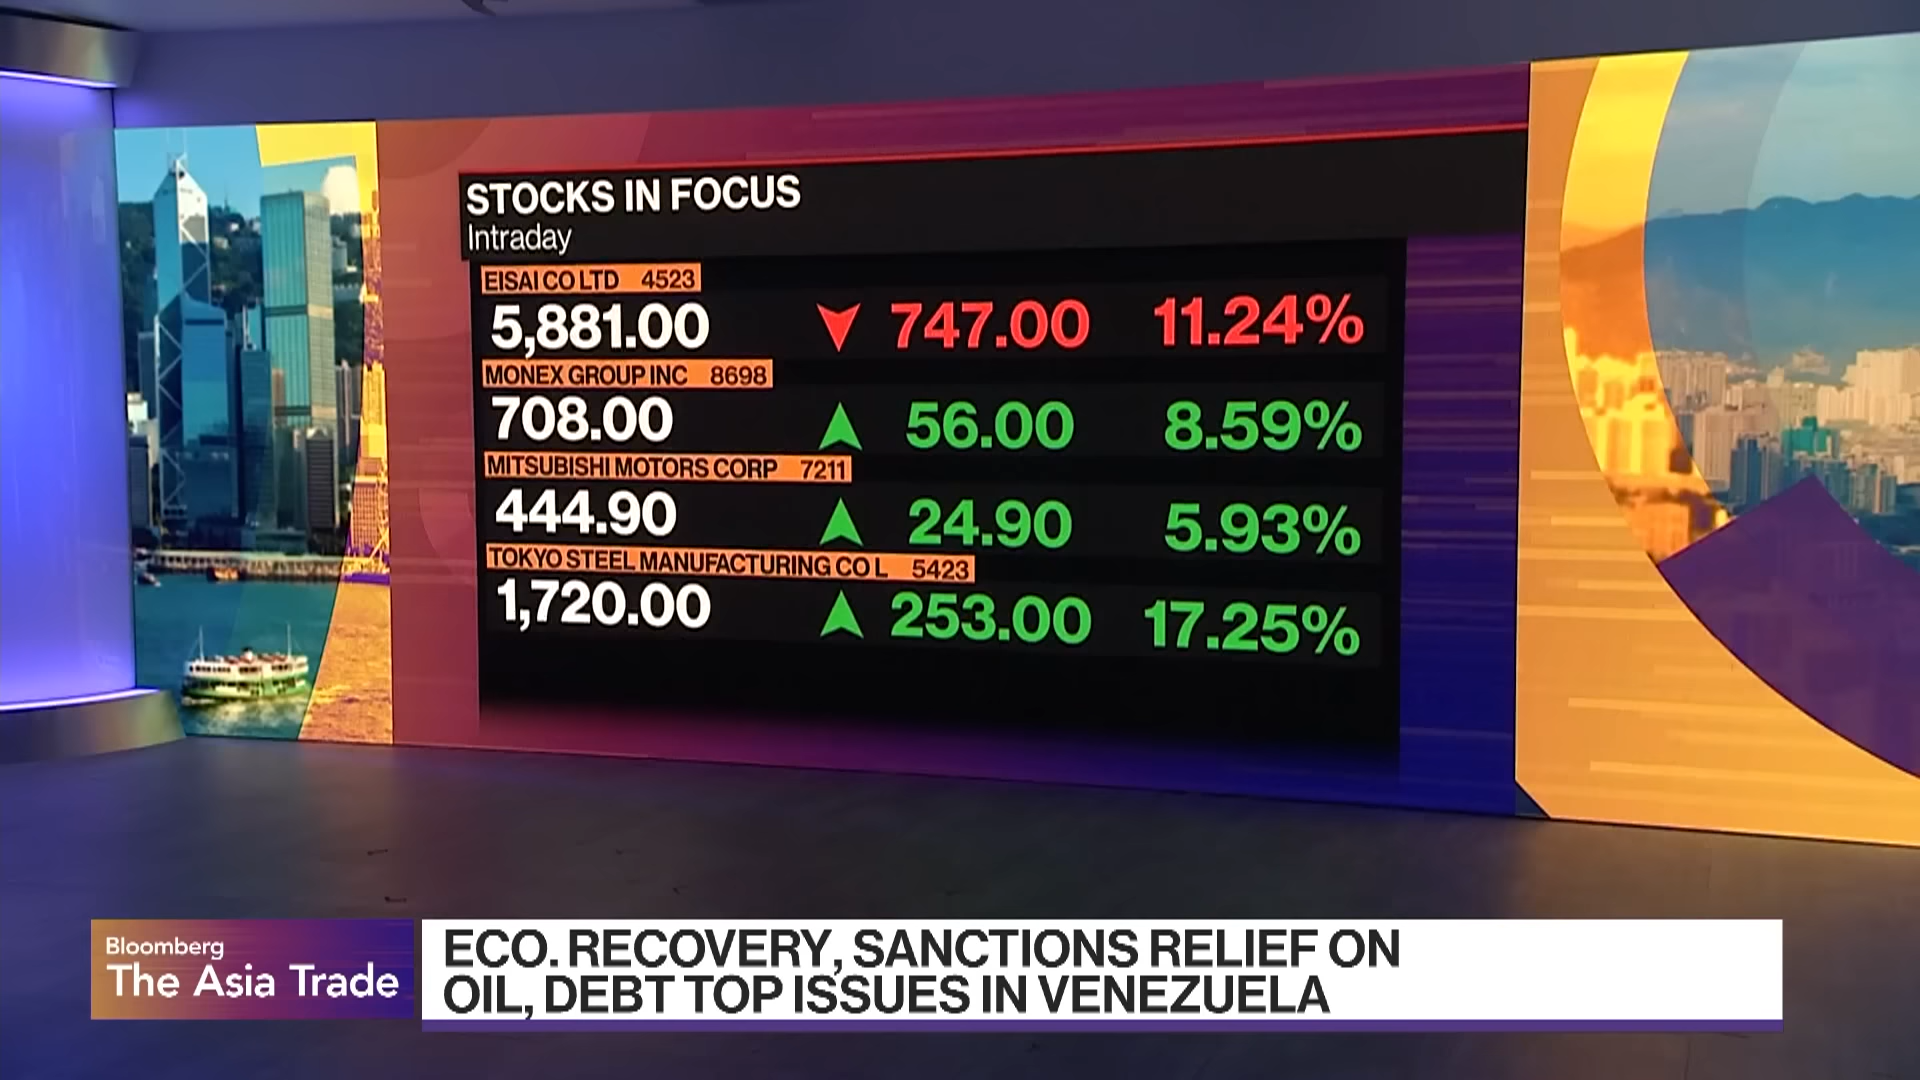 STOCKS IN FOCUS
Intraday
EISAI CO LTD 4523
5,881.00 ▼ 747.00 11.24%
MONEX GROUP INC 8698
708.00 ▲ 56.00 8.59%
MITSUBISHI MOTORS CORP 7211
444.90 ▲ 24.90 5.93%
TOKYO STEEL MANUFACTURING CO L 5423
1,720.00 ▲ 253.00 17.25%
Bloomberg
The Asia Trade
ECO. RECOVERY, SANCTIONS RELIEF ON
OIL, DEBT TOP ISSUES IN VENEZUELA